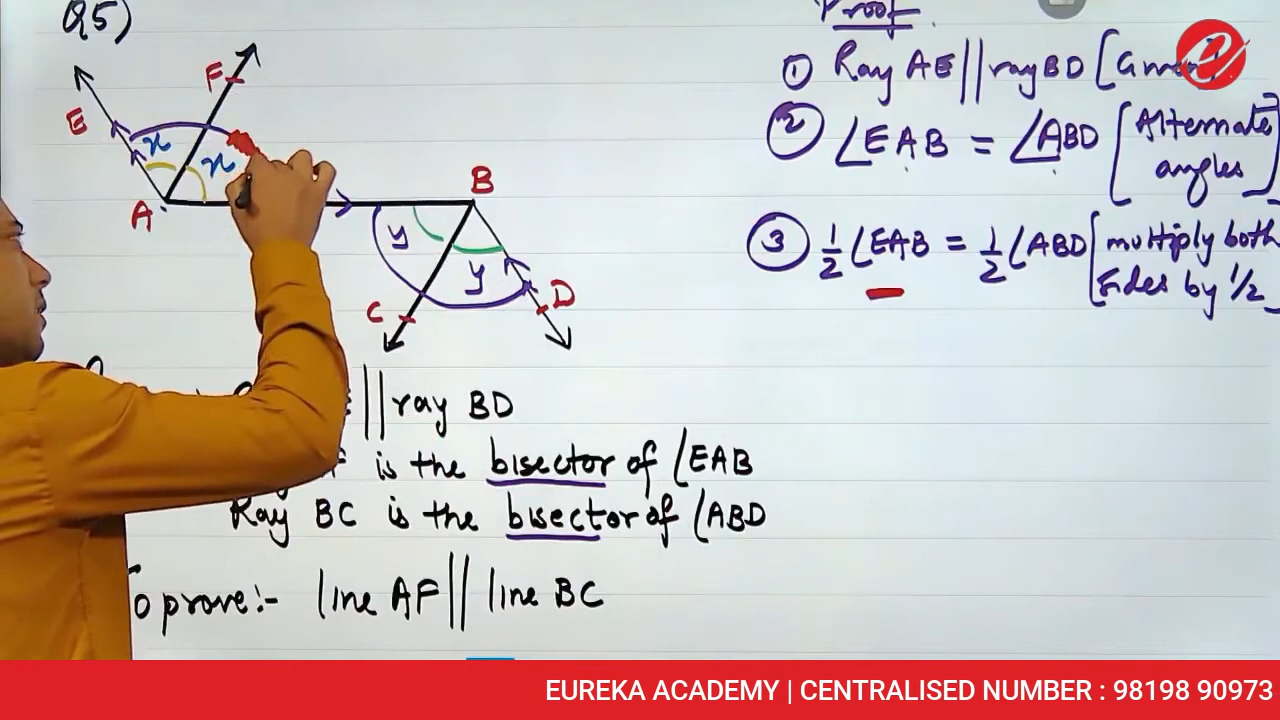 Q5)
F
E
x
x
A
B
y
y
C
D
|| ray BD
is the bisector of ∠EAB
Ray BC is the bisector of ∠ABD
To prove:- line AF || line BC
Proof
① Ray AE || ray BD [Given]
② ∠EAB = ∠ABD [Alternate angles]
③ 1/2 ∠EAB = 1/2 ∠ABD [multiply both sides by 1/2]
EUREKA ACADEMY | CENTRALISED NUMBER : 98198 90973